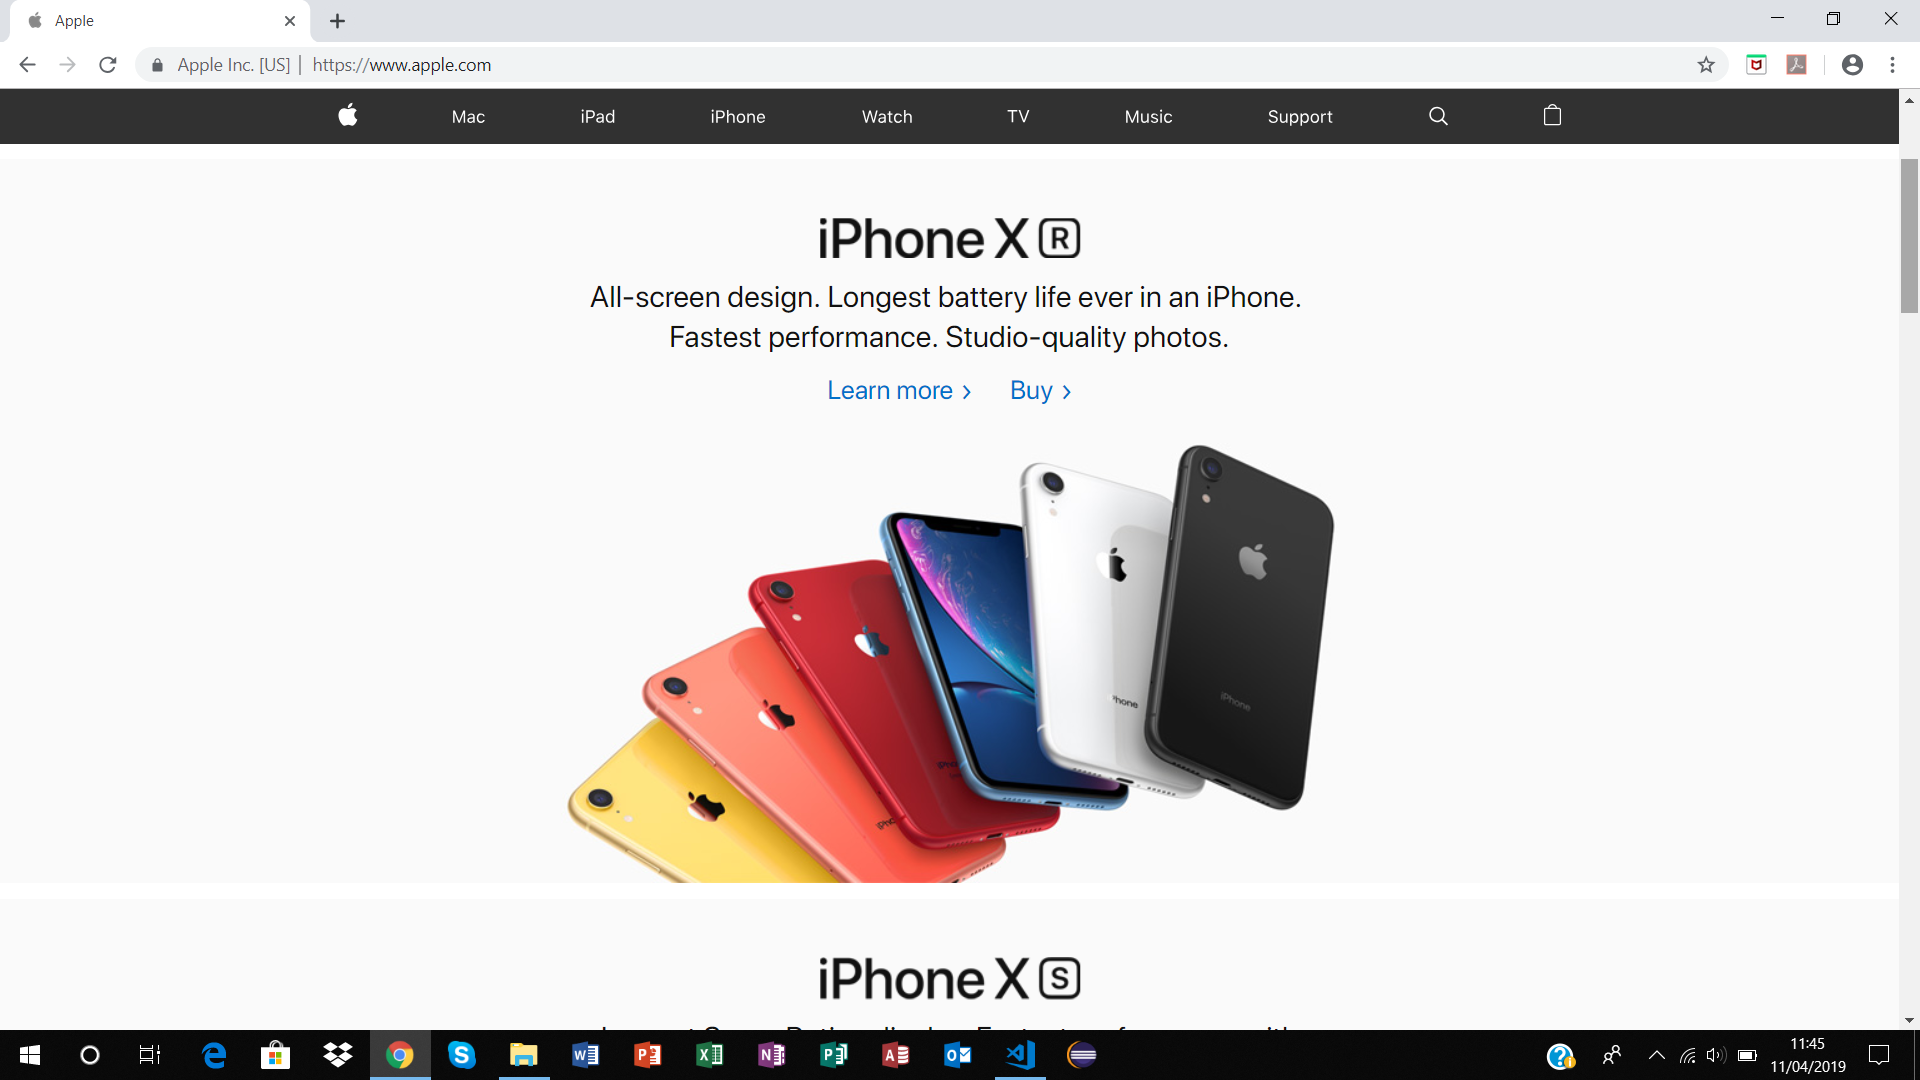 Apple
Apple Inc. [US] | https://www.apple.com
Mac iPad iPhone Watch TV Music Support
iPhone XR
All-screen design. Longest battery life ever in an iPhone.
Fastest performance. Studio-quality photos.
Learn more > Buy >
iPhone
iPhone
iPhone XS
11:45
11/04/2019